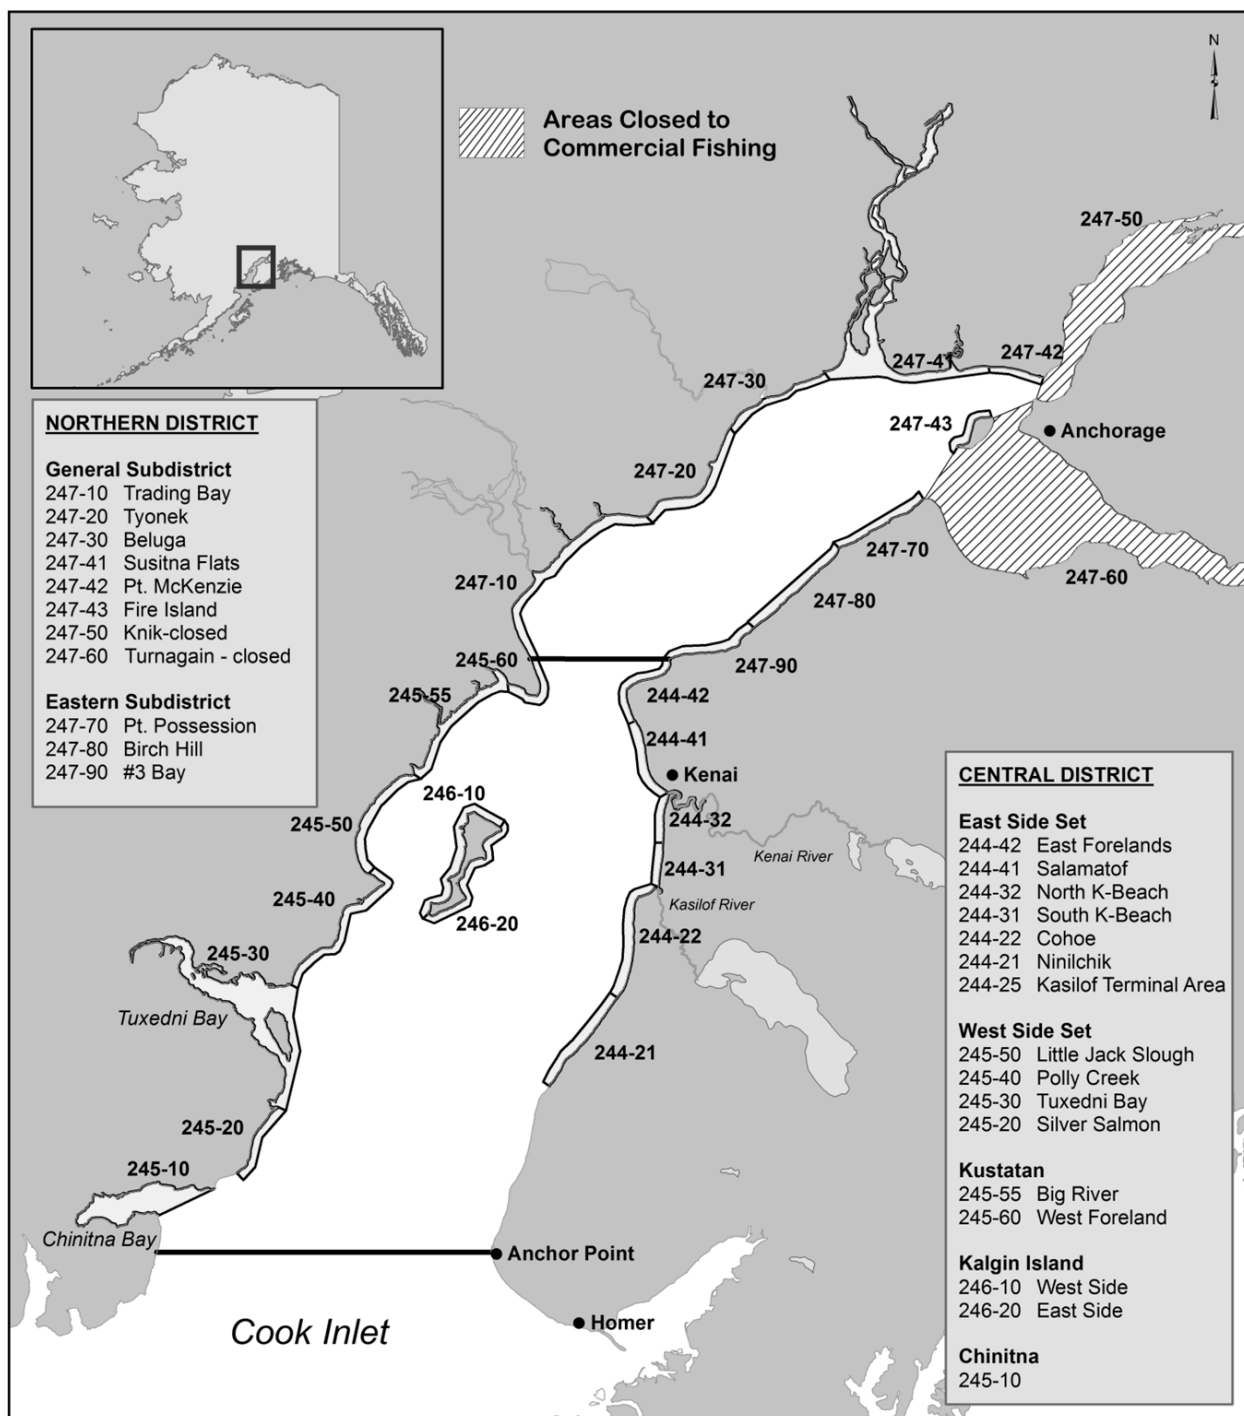 N
Areas Closed to
Commercial Fishing
247-50
247-41
247-42
247-30
247-43
Anchorage
247-20
247-70
247-60
247-10
247-80
245-60
247-90
245-55
244-42
244-41
Kenai
246-10
245-50
244-32
Kenai River
244-31
245-40
Kasilof River
246-20
244-22
245-30
Tuxedni Bay
244-21
245-20
245-10
Chinitna Bay
Anchor Point
Homer
Cook Inlet
NORTHERN DISTRICT
General Subdistrict
247-10 Trading Bay
247-20 Tyonek
247-30 Beluga
247-41 Susitna Flats
247-42 Pt. McKenzie
247-43 Fire Island
247-50 Knik-closed
247-60 Turnagain - closed
Eastern Subdistrict
247-70 Pt. Possession
247-80 Birch Hill
247-90 #3 Bay
CENTRAL DISTRICT
East Side Set
244-42 East Forelands
244-41 Salamatof
244-32 North K-Beach
244-31 South K-Beach
244-22 Cohoe
244-21 Ninilchik
244-25 Kasilof Terminal Area
West Side Set
245-50 Little Jack Slough
245-40 Polly Creek
245-30 Tuxedni Bay
245-20 Silver Salmon
Kustatan
245-55 Big River
245-60 West Foreland
Kalgin Island
246-10 West Side
246-20 East Side
Chinitna
245-10